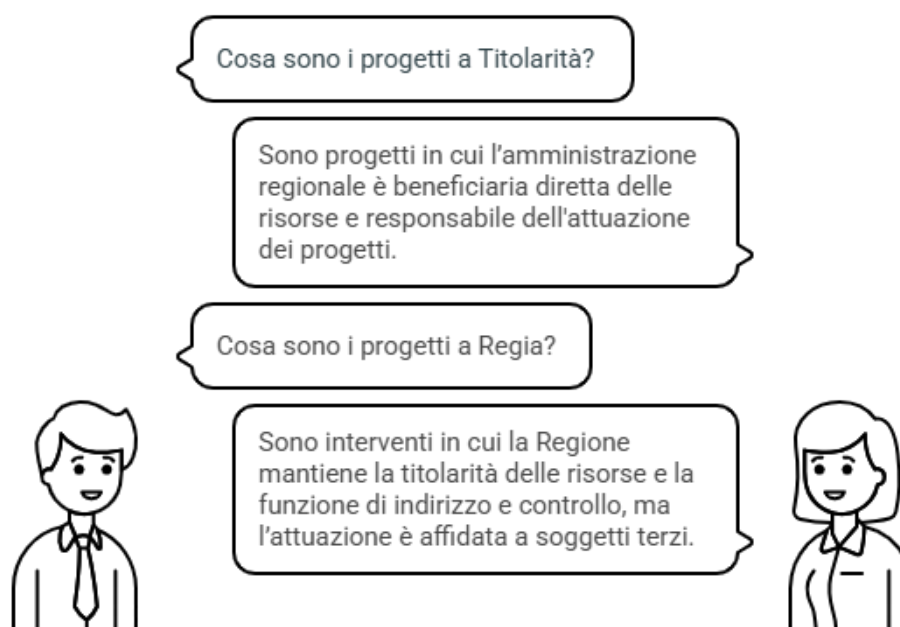 Cosa sono i progetti a Titolarità?
Sono progetti in cui l’amministrazione
regionale è beneficiaria diretta delle
risorse e responsabile dell'attuazione
dei progetti.
Cosa sono i progetti a Regia?
Sono interventi in cui la Regione
mantiene la titolarità delle risorse e la
funzione di indirizzo e controllo, ma
l’attuazione è affidata a soggetti terzi.